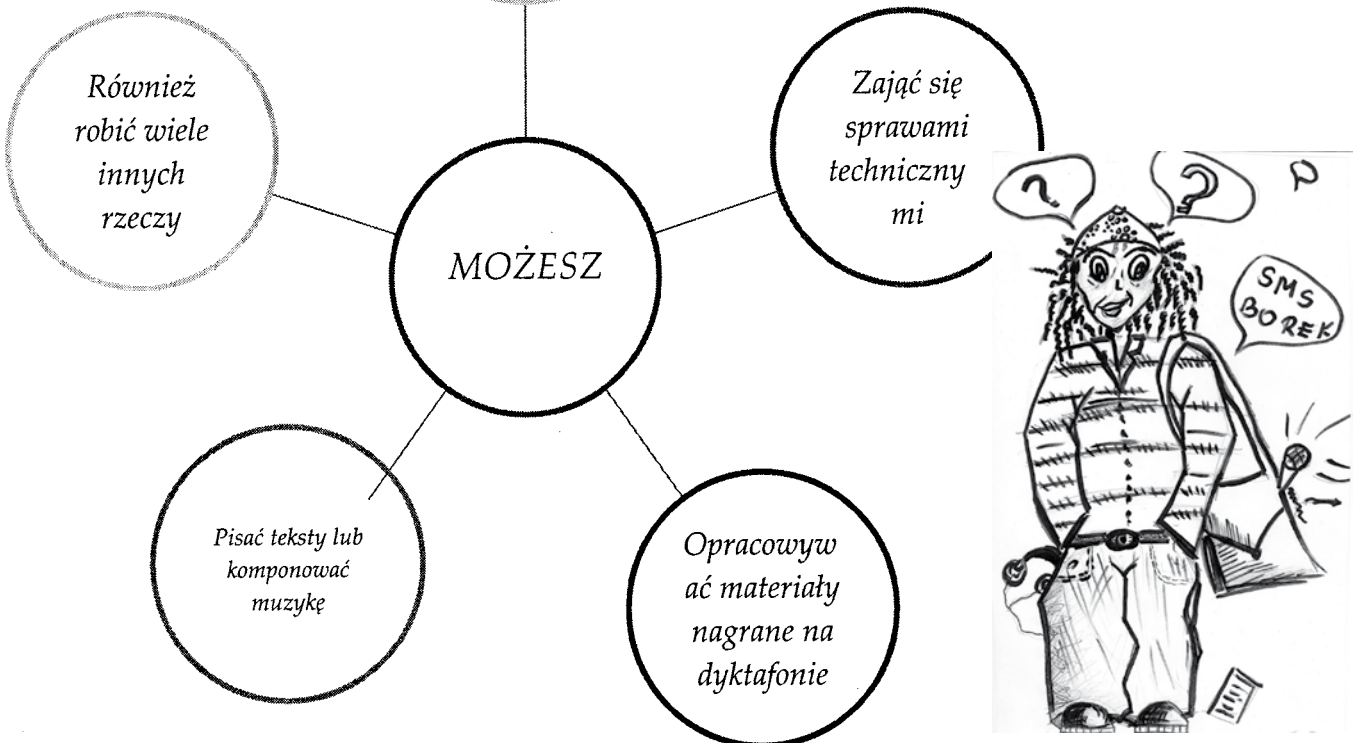 Również
robić wiele
innych
rzeczy
Zająć się
sprawami
techniczny
mi
MOŻESZ
Pisać teksty lub
komponować
muzykę
Opracowyw
ać materiały
nagrane na
dyktafonie
?
?
SMS
BOREK